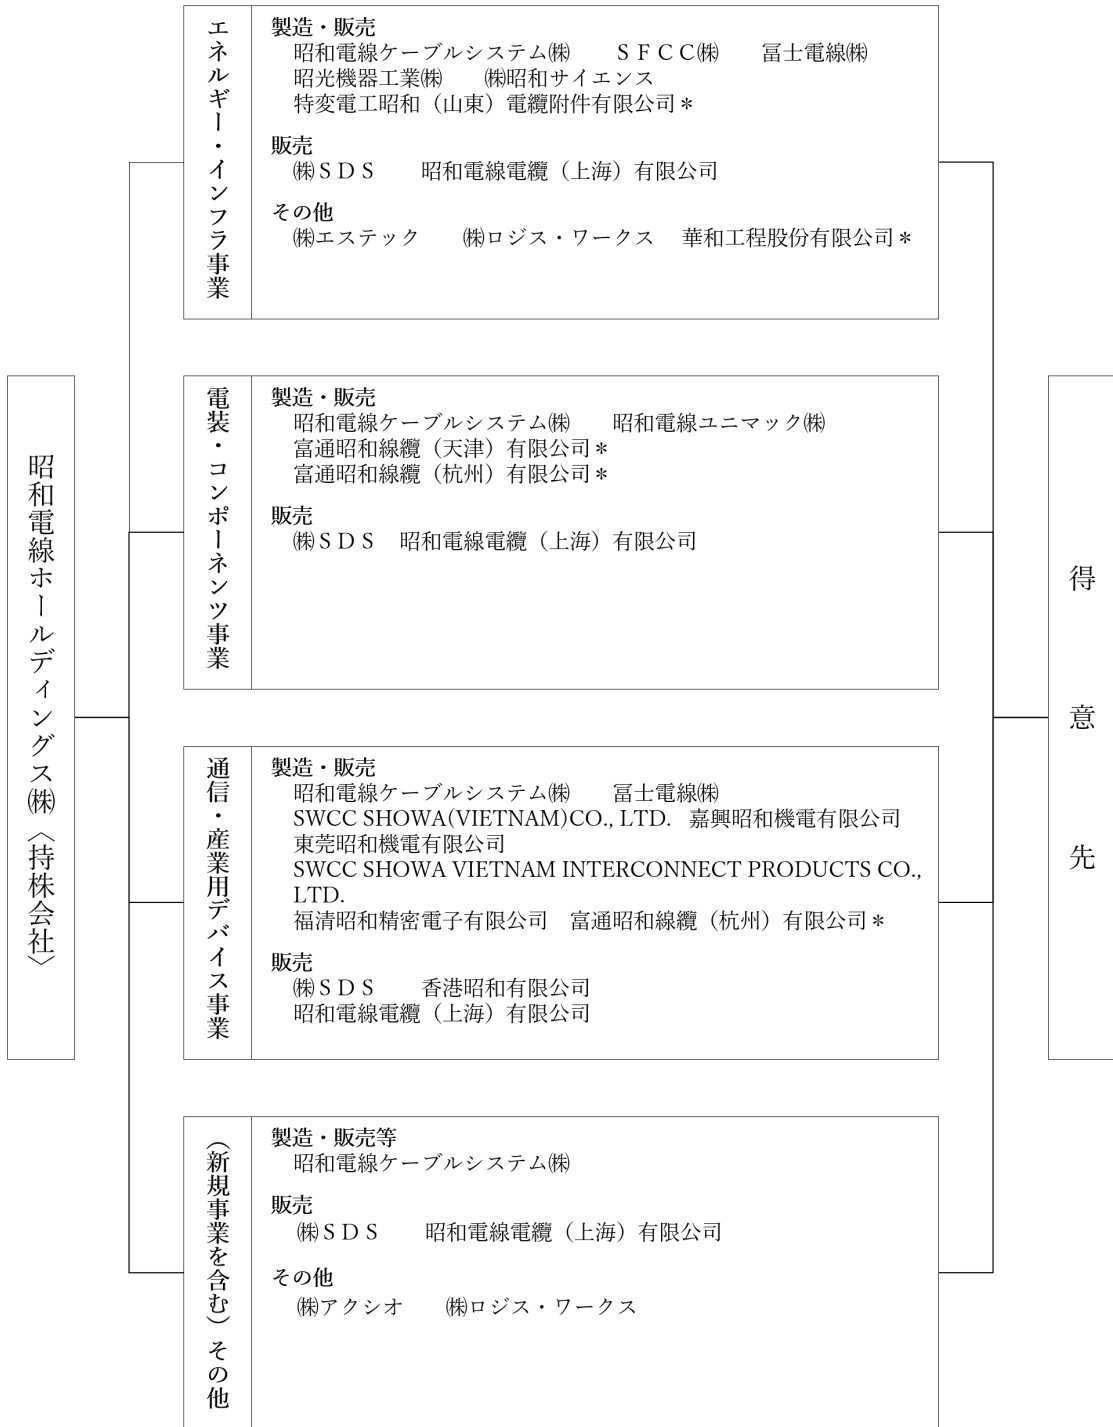 昭和電線ホールディングス㈱〈持株会社〉
エネルギー・インフラ事業
製造・販売
昭和電線ケーブルシステム㈱　　ＳＦＣＣ㈱　　冨士電線㈱
昭光機器工業㈱　　㈱昭和サイエンス
特変電工昭和（山東）電纜附件有限公司＊
販売
㈱ＳＤＳ　　昭和電線電纜（上海）有限公司
その他
㈱エステック　　㈱ロジス・ワークス　華和工程股份有限公司＊
電装・コンポーネンツ事業
製造・販売
昭和電線ケーブルシステム㈱　　昭和電線ユニマック㈱
富通昭和線纜（天津）有限公司＊
富通昭和線纜（杭州）有限公司＊
販売
㈱ＳＤＳ　昭和電線電纜（上海）有限公司
通信・産業用デバイス事業
製造・販売
昭和電線ケーブルシステム㈱　　冨士電線㈱
SWCC SHOWA(VIETNAM)CO., LTD.　嘉興昭和機電有限公司
東莞昭和機電有限公司
SWCC SHOWA VIETNAM INTERCONNECT PRODUCTS CO.,
LTD.
福清昭和精密電子有限公司　富通昭和線纜（杭州）有限公司＊
販売
㈱ＳＤＳ　　香港昭和有限公司
昭和電線電纜（上海）有限公司
（新規事業を含む）その他
製造・販売等
昭和電線ケーブルシステム㈱
販売
㈱ＳＤＳ　　昭和電線電纜（上海）有限公司
その他
㈱アクシオ　　㈱ロジス・ワークス
得意先